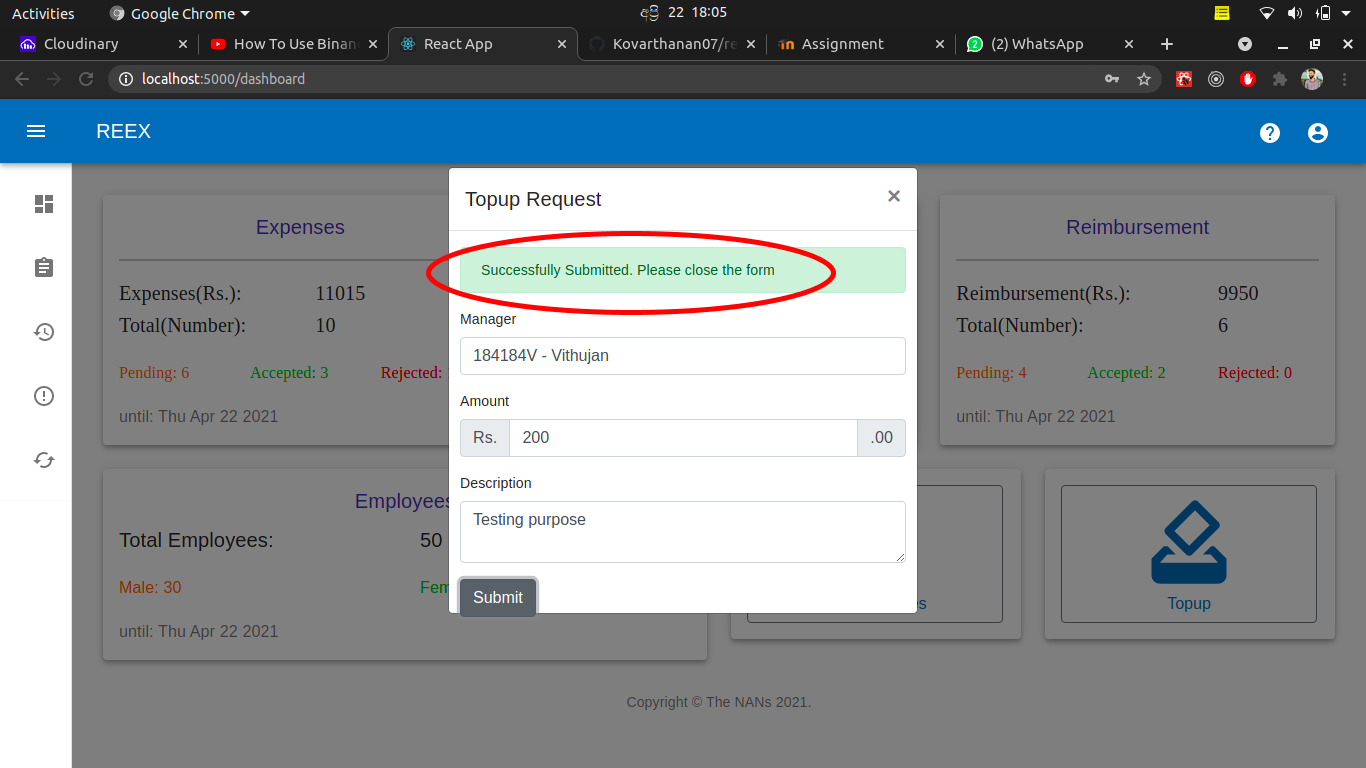 Activities Google Chrome අප්‍රි 22 18:05
Cloudinary How To Use Binan React App Kovarthanan07/re Assignment (2) WhatsApp
localhost:5000/dashboard
REEX
Topup Request ×
Successfully Submitted. Please close the form
Manager
184184V - Vithujan
Amount
Rs. 200 .00
Description
Testing purpose
Submit
Expenses
Expenses(Rs.): 11015
Total(Number): 10
Pending: 6 Accepted: 3 Rejected:
until: Thu Apr 22 2021
Reimbursement
Reimbursement(Rs.): 9950
Total(Number): 6
Pending: 4 Accepted: 2 Rejected: 0
until: Thu Apr 22 2021
Employees
Total Employees: 50
Male: 30 Fem
until: Thu Apr 22 2021
es
Topup
Copyright © The NANs 2021.